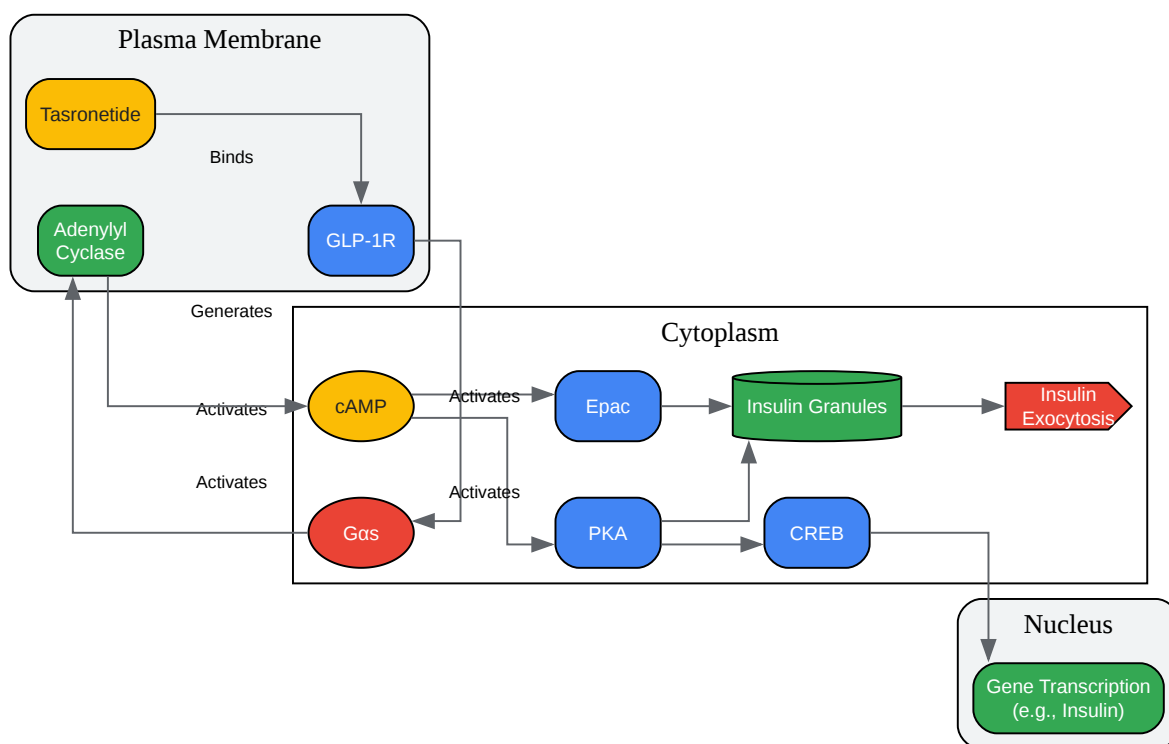 Plasma Membrane
Tasronetide
Binds
Adenylyl
Cyclase
GLP-1R
Generates
Cytoplasm
cAMP
Activates
Activates
Epac
Insulin Granules
Insulin
Exocytosis
Activates
Activates
Gαs
PKA
CREB
Nucleus
Gene Transcription
(e.g., Insulin)